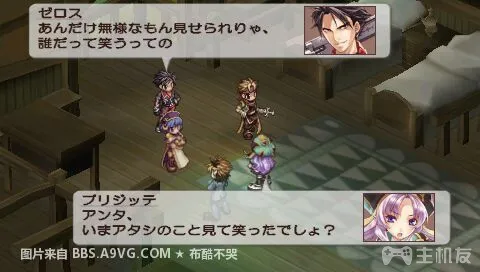 ゼロス
あんだけ無様なもん見せられりゃ、
誰だって笑うっての
ブリジッテ
アンタ、
いまアタシのこと見て笑ったでしょ？
图片来自 BBS.A9VG.COM ★ 布酷不哭
主机友